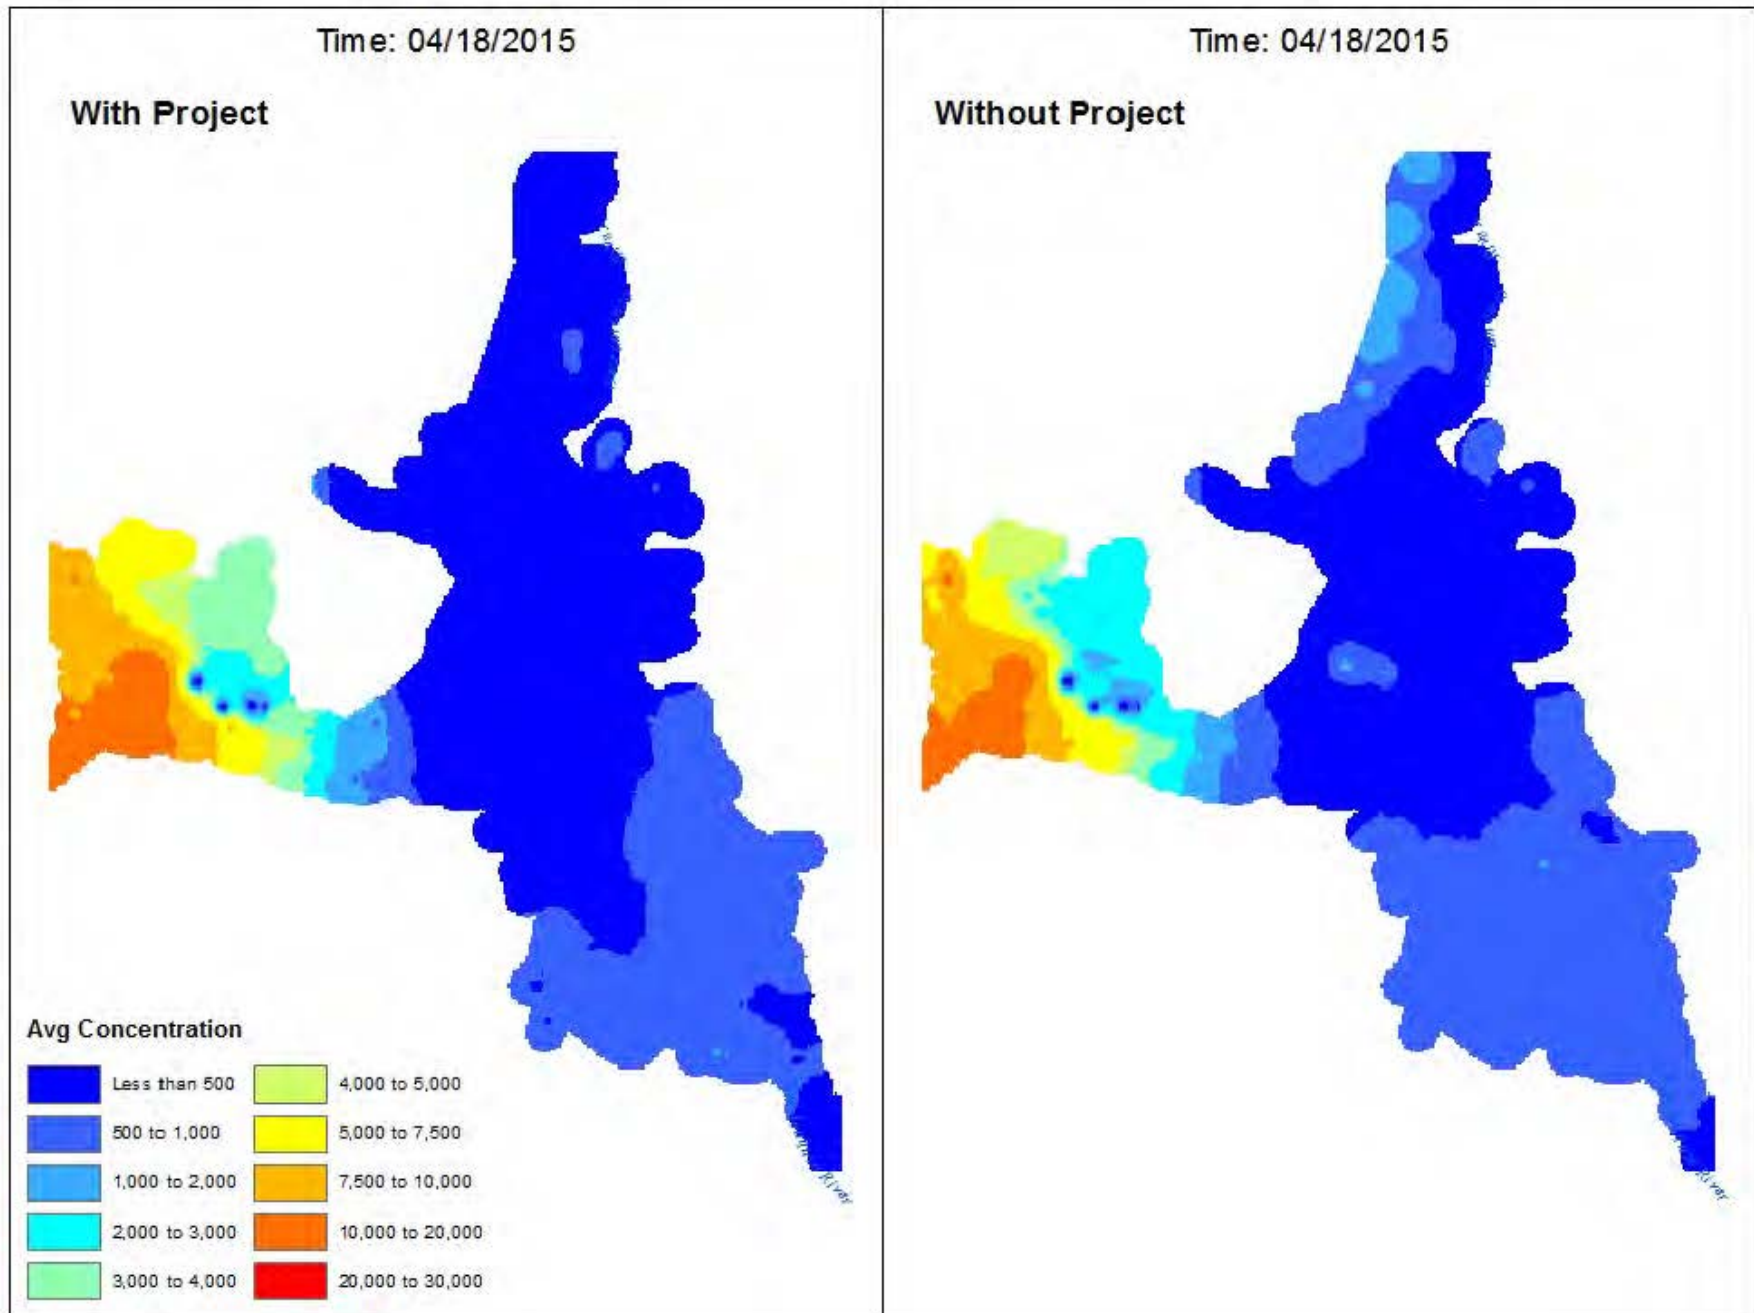 Time: 04/18/2015
With Project
Time: 04/18/2015
Without Project
Avg Concentration
Less than 500
500 to 1,000
1,000 to 2,000
2,000 to 3,000
3,000 to 4,000
4,000 to 5,000
5,000 to 7,500
7,500 to 10,000
10,000 to 20,000
20,000 to 30,000
River
River